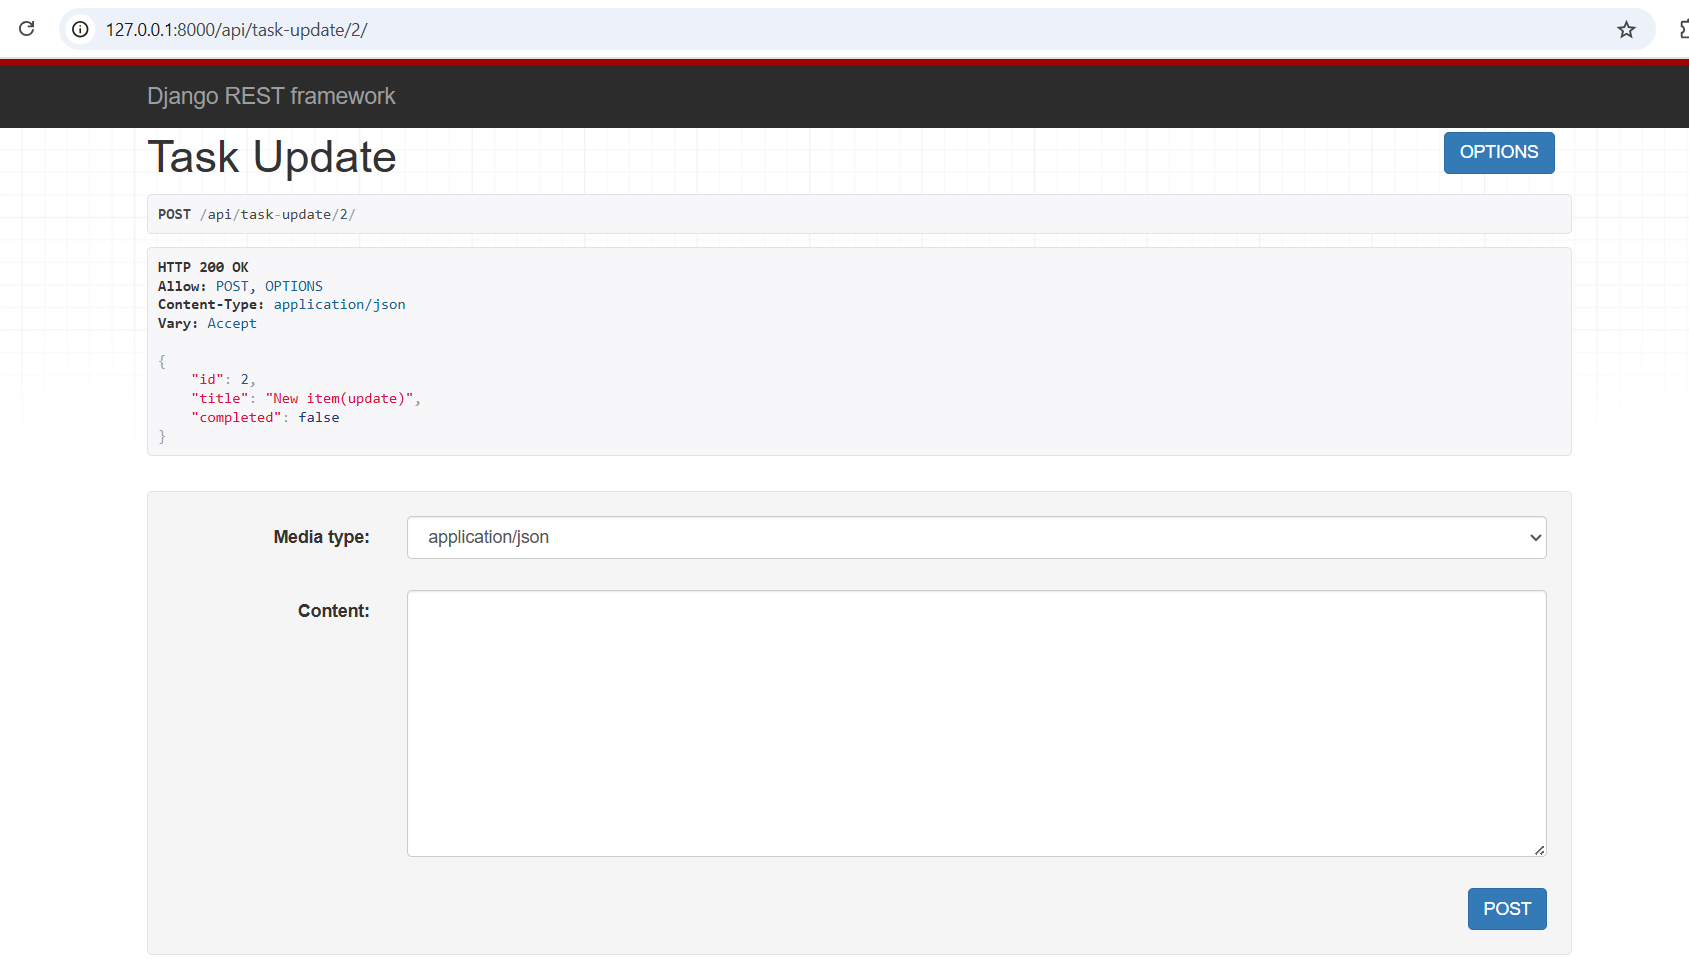 127.0.0.1:8000/api/task-update/2/
Django REST framework
Task Update
OPTIONS
POST /api/task-update/2/
HTTP 200 OK
Allow: POST, OPTIONS
Content-Type: application/json
Vary: Accept
{
"id": 2,
"title": "New item(update)",
"completed": false
}
Media type:
application/json
Content:
POST